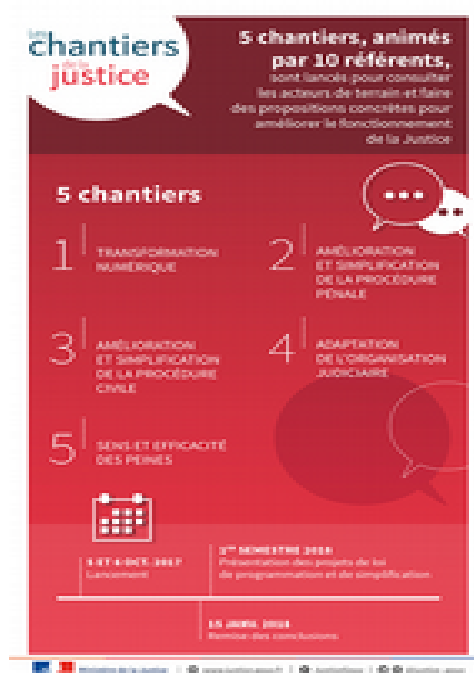 Les
chantiers
de la
justice
5 chantiers, animés
par 10 référents,
sont lancés pour consulter
les acteurs de terrain et faire
des propositions concrètes pour
améliorer le fonctionnement
de la Justice
5 chantiers
1 TRANSFORMATION
NUMÉRIQUE
2 AMÉLIORATION
ET SIMPLIFICATION
DE LA PROCÉDURE
PÉNALE
3 AMÉLIORATION
ET SIMPLIFICATION
DE LA PROCÉDURE
CIVILE
4 ADAPTATION
DE L'ORGANISATION
JUDICIAIRE
5 SENS ET EFFICACITÉ
DES PEINES
OCT. 2017
Lancement
1ER SEMESTRE 2018
Présentation des projets de loi
de programmation et de simplification
15 2018
Remise des conclusions
Ministère de la Justice